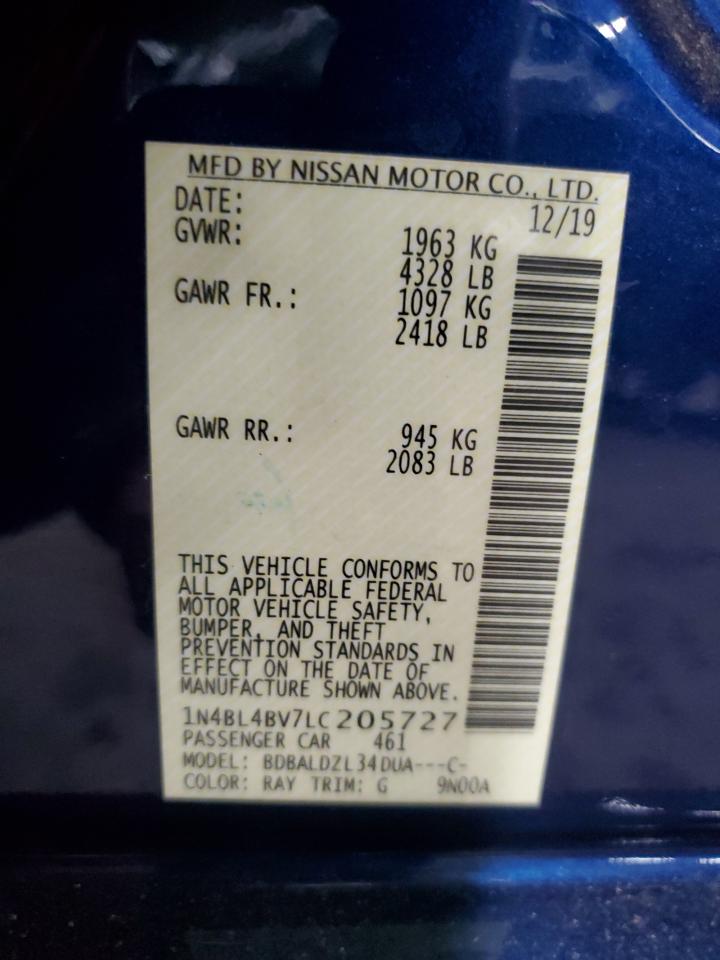 MFD BY NISSAN MOTOR CO., LTD.
DATE: 12/19
GVWR: 1963 KG
4328 LB
GAWR FR.: 1097 KG
2418 LB
GAWR RR.: 945 KG
2083 LB
THIS VEHICLE CONFORMS TO
ALL APPLICABLE FEDERAL
MOTOR VEHICLE SAFETY,
BUMPER, AND THEFT
PREVENTION STANDARDS IN
EFFECT ON THE DATE OF
MANUFACTURE SHOWN ABOVE.
1N4BL4BV7LC205727
PASSENGER CAR 461
MODEL: BDBALDZL34DUA---C-
COLOR: RAY TRIM: G 9N00A